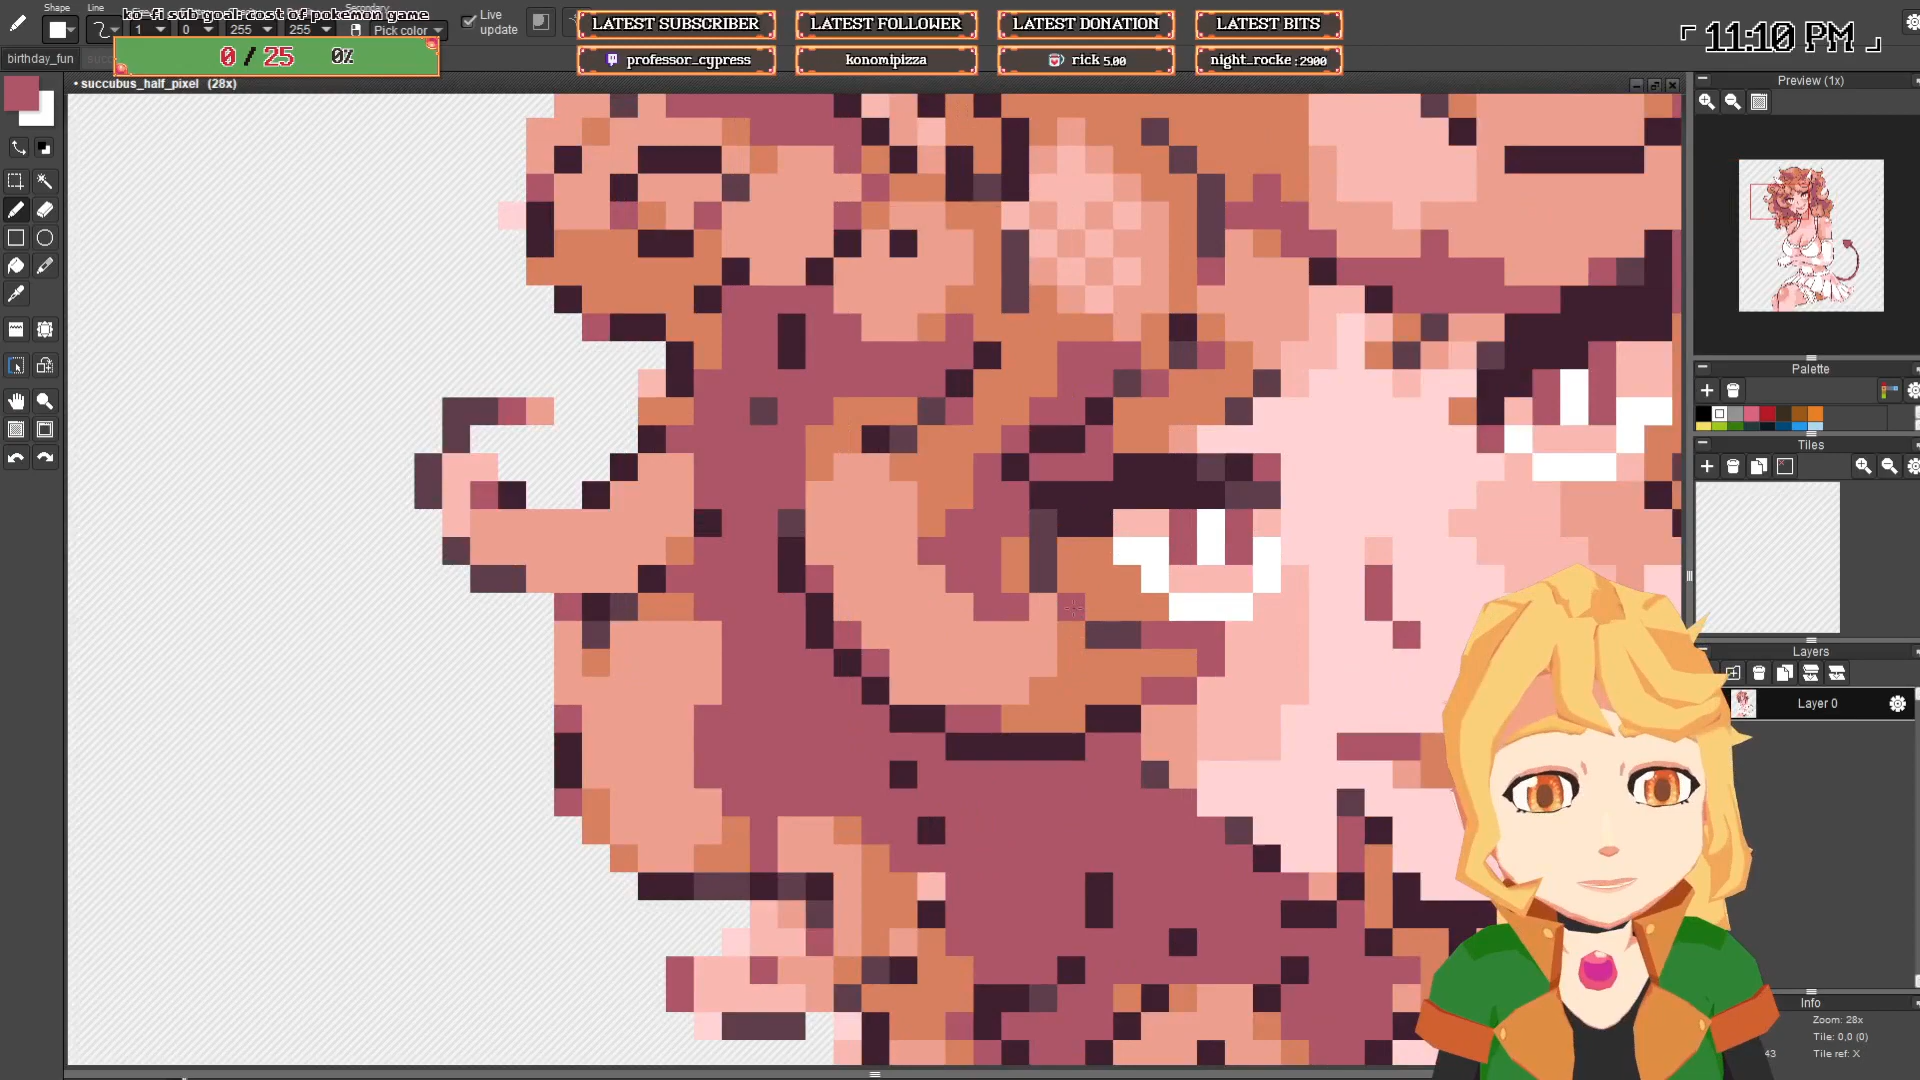 Shape
Line
Secondary
ko-fi sub goal: cost of pokemon game
1
0
255
255
Pick color
Live
update
0 / 25 0%
LATEST SUBSCRIBER
professor_cypress
LATEST FOLLOWER
konomipizza
LATEST DONATION
rick 5.00
LATEST BITS
night_rocke :2900
11:10 PM
birthday_fun
• succubus_half_pixel (28x)
Preview (1x)
Palette
Tiles
Layers
Layer 0
Info
Zoom: 28x
Tile: 0,0 (0)
43
Tile ref: X